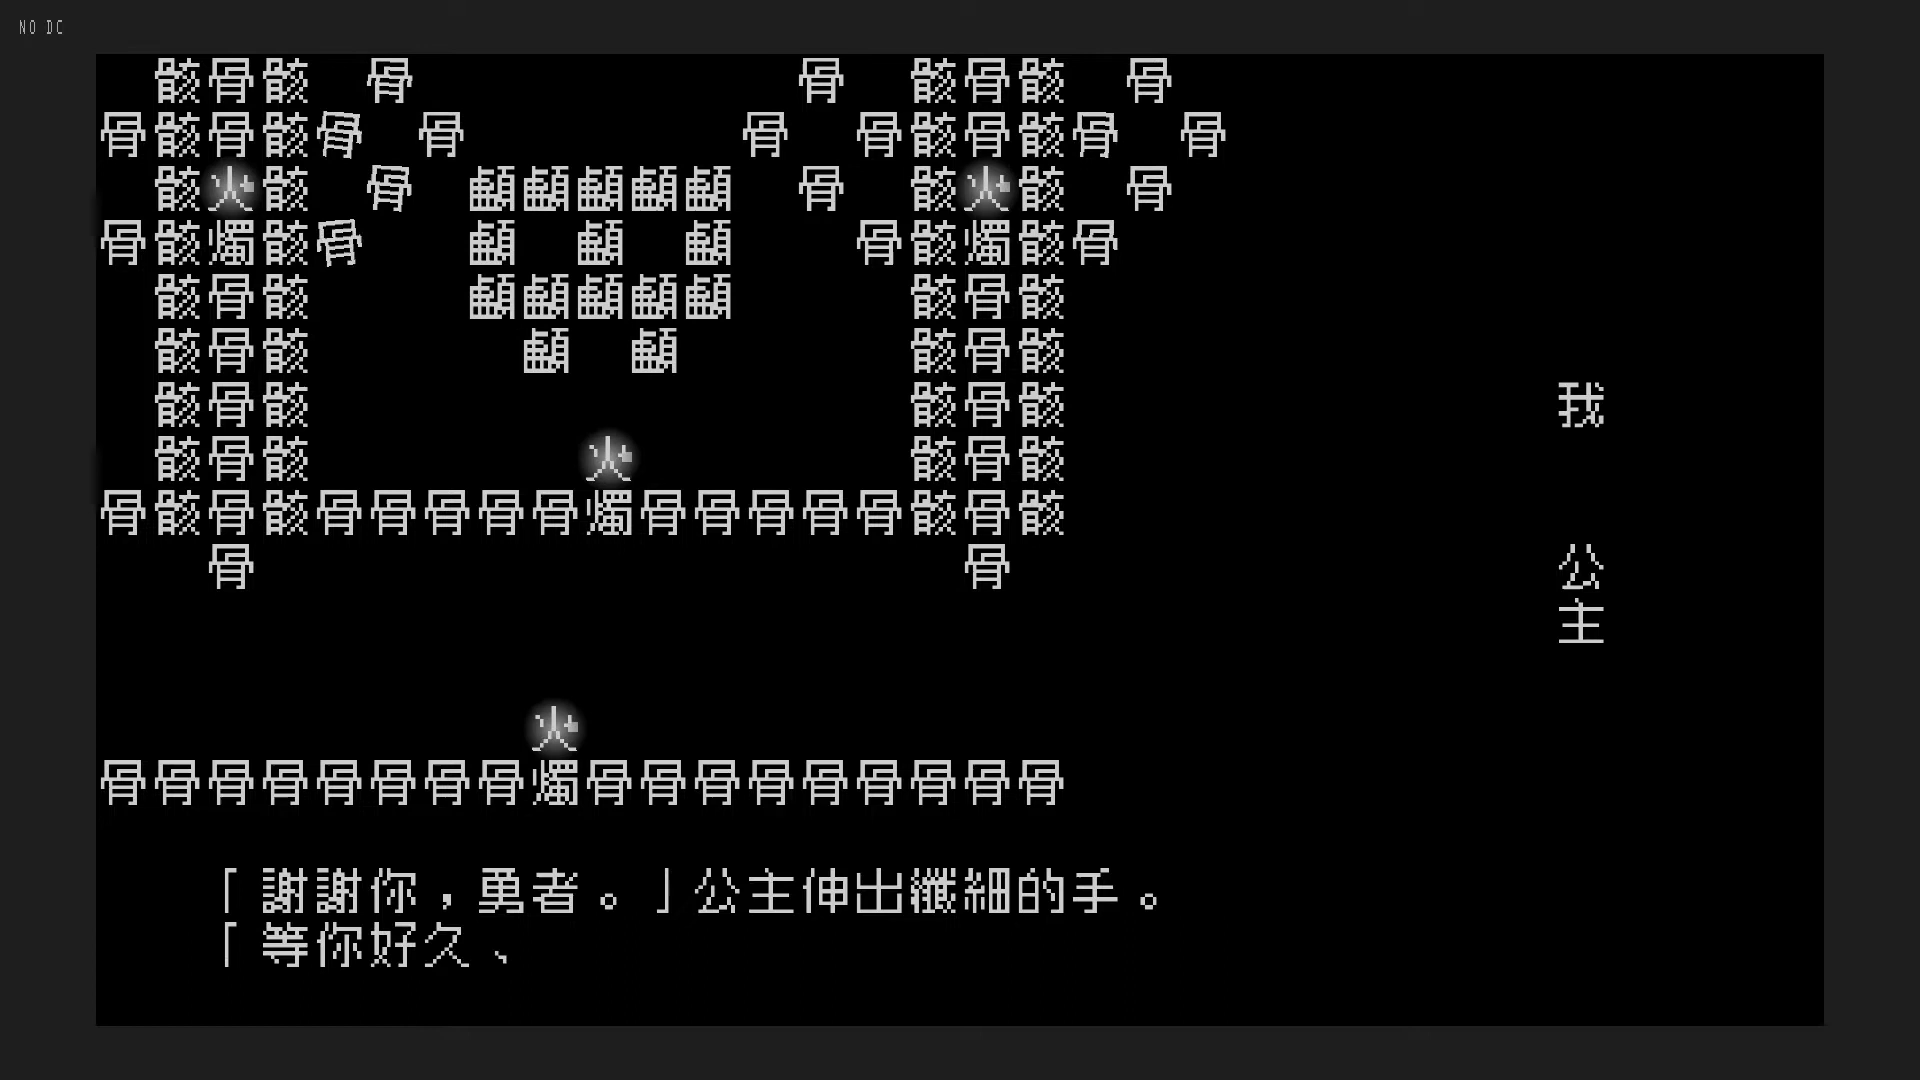 NO DC
骸骨骸 骨 骨 骸骨骸 骨
骨骸骨骸骨 骨 骨 骨骸骨骸骨 骨
骸火骸 骨 顱顱顱顱顱 骨 骸火骸 骨
骨骸燭骸骨 顱 顱 顱 骨骸燭骸骨
骸骨骸 顱顱顱顱顱 骸骨骸
骸骨骸 顱 顱 骸骨骸
骸骨骸 骸骨骸 我
骸骨骸 火 骸骨骸
骨骸骨骸骨骨骨骨骨燭骨骨骨骨骨骸骨骸
骨 骨 公
主
火
骨骨骨骨骨骨骨骨燭骨骨骨骨骨骨骨骨骨
「謝謝你，勇者。」公主伸出纖細的手。
「等你好久、